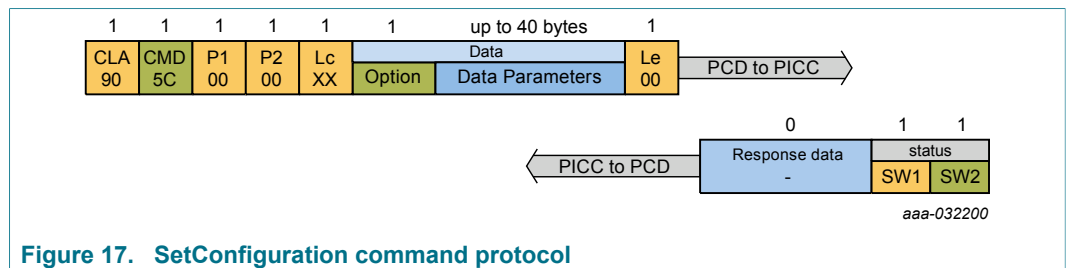 1 1 1 1 1 up to 40 bytes 1
CLA CMD P1 P2 Lc Data Le
90 5C 00 00 XX Option Data Parameters 00
PCD to PICC
0 1 1
PICC to PCD
Response data status
- SW1 SW2
aaa-032200
Figure 17. SetConfiguration command protocol